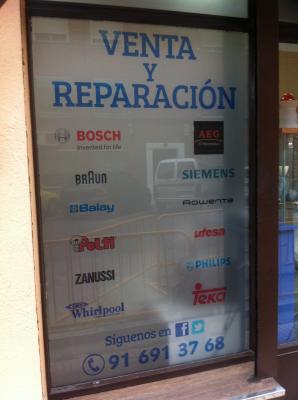 VENTA
Y
REPARACIÓN
BOSCH
Invented for life
AEG
BRAUN
SIEMENS
Balay
Rowenta
Polti
ufesa
ZANUSSI
PHILIPS
Whirlpool
Teka
Síguenos en f
91 691 37 68